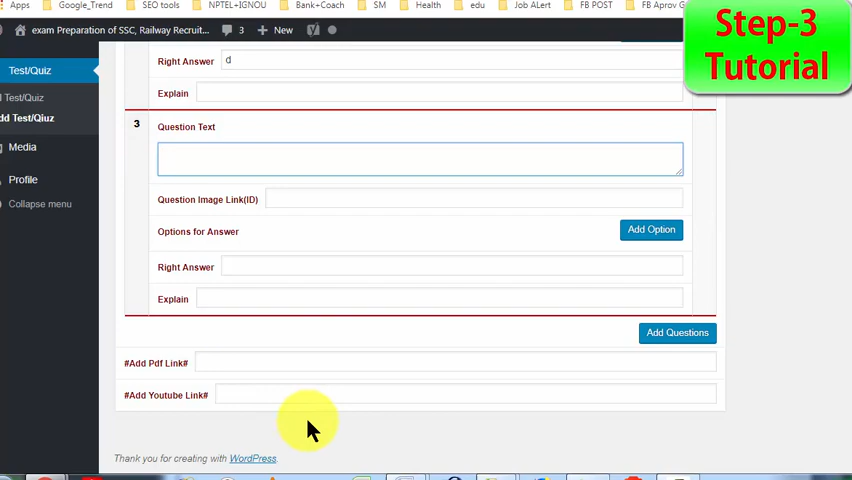 Apps Google_Trend SEO tools NPTEL+IGNOU Bank+Coach SM Health edu Job ALert FB POST FB Aprov G
exam Preparation of SSC, Railway Recruit... 3 + New
Step-3
Tutorial
Test/Quiz
l Test/Quiz
dd Test/Qiuz
Media
Profile
Collapse menu
Right Answer d
Explain
3 Question Text
Question Image Link(ID)
Options for Answer Add Option
Right Answer
Explain
Add Questions
#Add Pdf Link#
#Add Youtube Link#
Thank you for creating with WordPress.